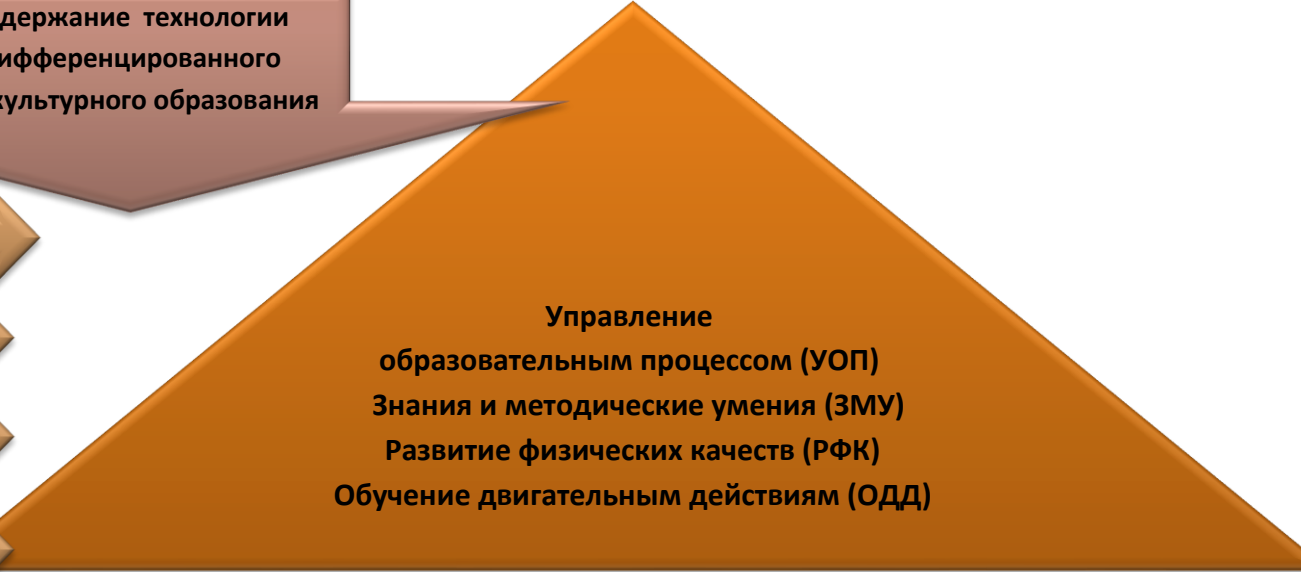 держание технологии
ифференцированного
культурного образования
Управление
образовательным процессом (УОП)
Знания и методические умения (ЗМУ)
Развитие физических качеств (РФК)
Обучение двигательным действиям (ОДД)